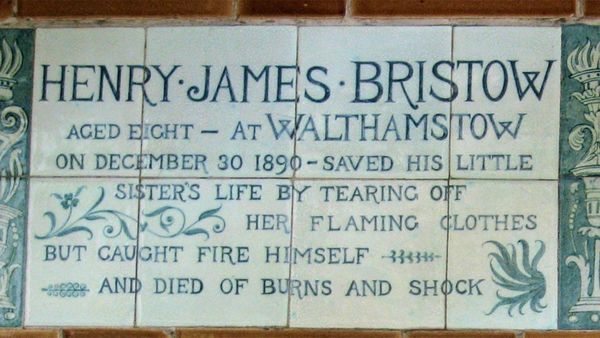 HENRY·JAMES·BRISTOW
AGED EIGHT — AT WALTHAMSTOW
ON DECEMBER 30 1890 – SAVED HIS LITTLE
SISTER'S LIFE BY TEARING OFF
HER FLAMING CLOTHES
BUT CAUGHT FIRE HIMSELF
AND DIED OF BURNS AND SHOCK